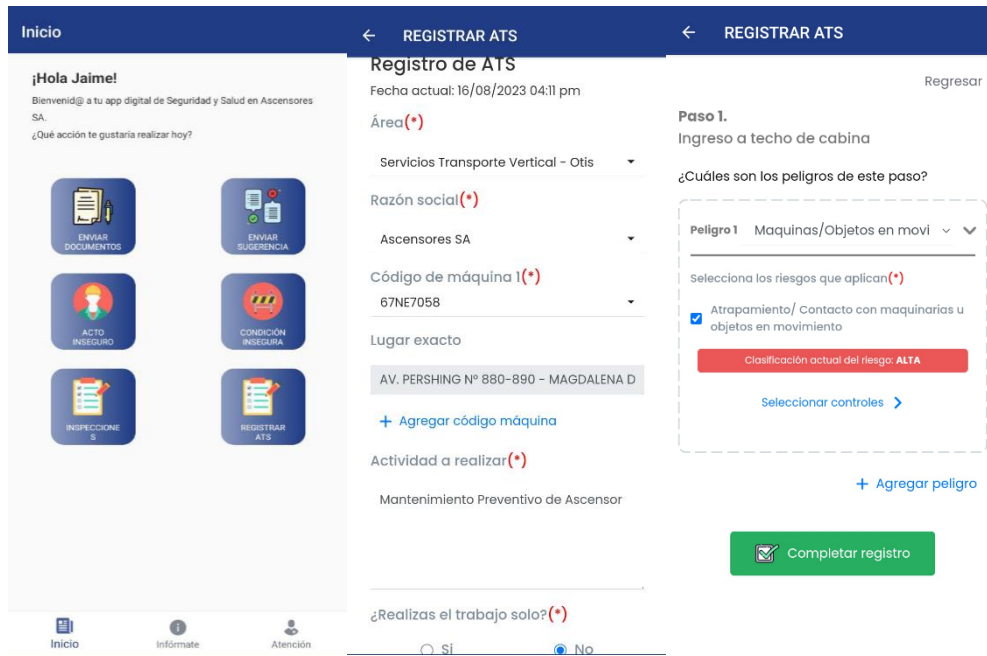 Inicio
¡Hola Jaime!
Bienvenid@ a tu app digital de Seguridad y Salud en Ascensores
SA.
¿Qué acción te gustaria realizar hoy?
ENVIAR
DOCUMENTOS
ENVIAR
SUGERENCIA
ACTO
INSEGURO
CONDICIÓN
INSEGURA
INSPECCIONE
S
REGISTRAR
ATS
Inicio
Infórmate
Atención
REGISTRAR ATS
Registro de ATS
Fecha actual: 16/08/2023 04:11 pm
Área(*)
Servicios Transporte Vertical - Otis
Razón social(*)
Ascensores SA
Código de máquina 1(*)
67NE7058
Lugar exacto
AV. PERSHING Nº 880-890 - MAGDALENA D
+ Agregar código máquina
Actividad a realizar(*)
Mantenimiento Preventivo de Ascensor
¿Realizas el trabajo solo?(*)
Si
No
REGISTRAR ATS
Regresar
Paso 1.
Ingreso a techo de cabina
¿Cuáles son los peligros de este paso?
Peligro 1 Maquinas/Objetos en movi
Selecciona los riesgos que aplican(*)
Atrapamiento/ Contacto con maquinarias u
objetos en movimiento
Clasificación actual del riesgo: ALTA
Seleccionar controles
+ Agregar peligro
Completar registro